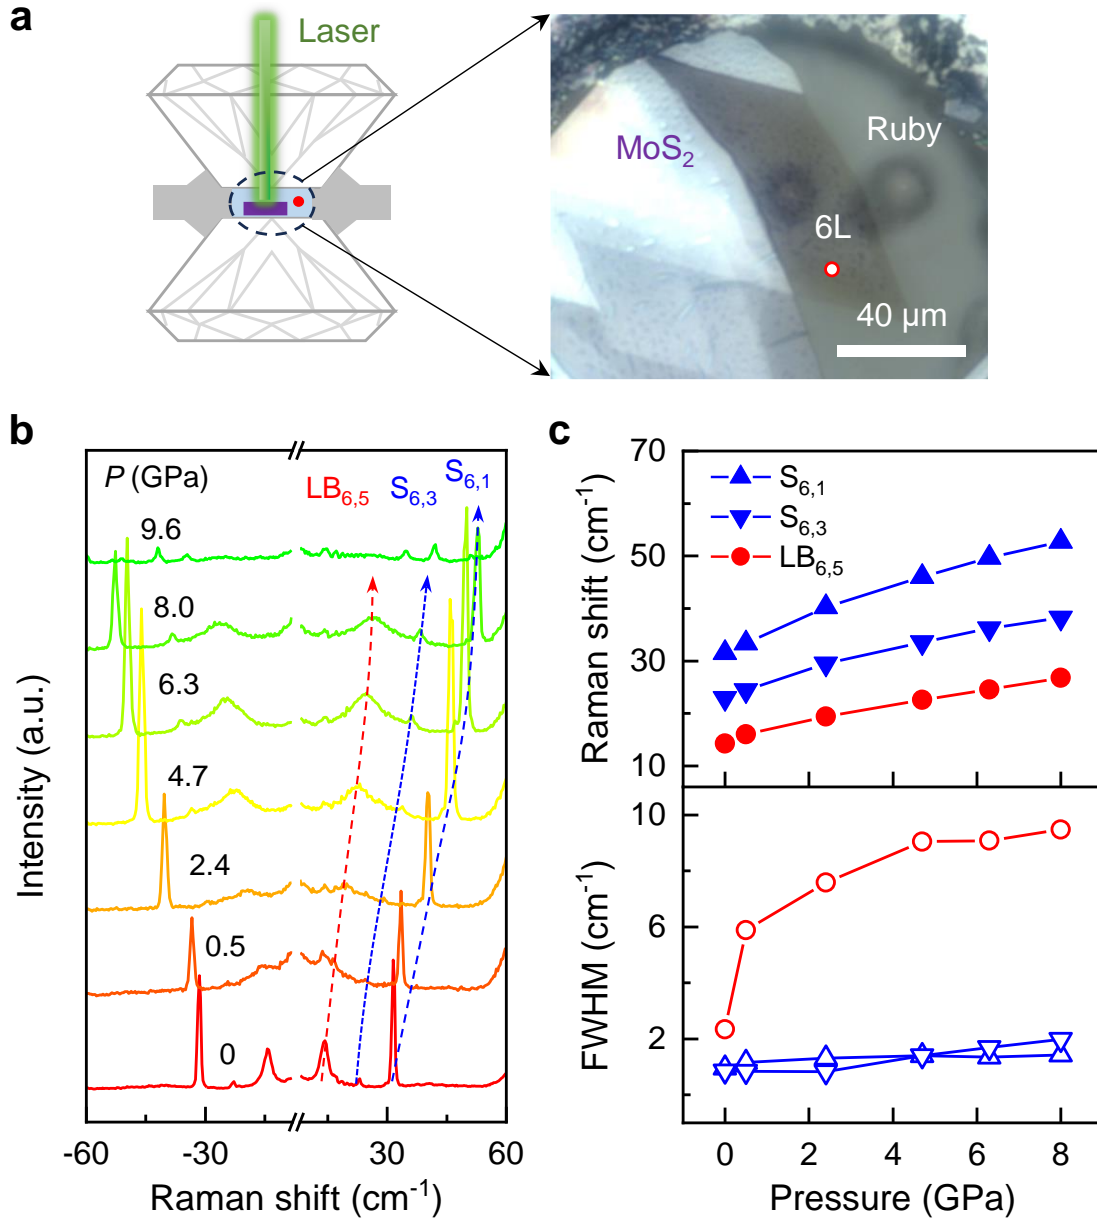 a
Laser
MoS₂
Ruby
6L
40 μm
b
P (GPa)
LB₆,₅
S₆,₃
S₆,₁
9.6
8.0
6.3
4.7
2.4
0.5
0
Intensity (a.u.)
-60
-30
30
60
Raman shift (cm⁻¹)
c
S₆,₁
S₆,₃
LB₆,₅
70
50
30
10
Raman shift (cm⁻¹)
10
6
2
FWHM (cm⁻¹)
0
2
4
6
8
Pressure (GPa)